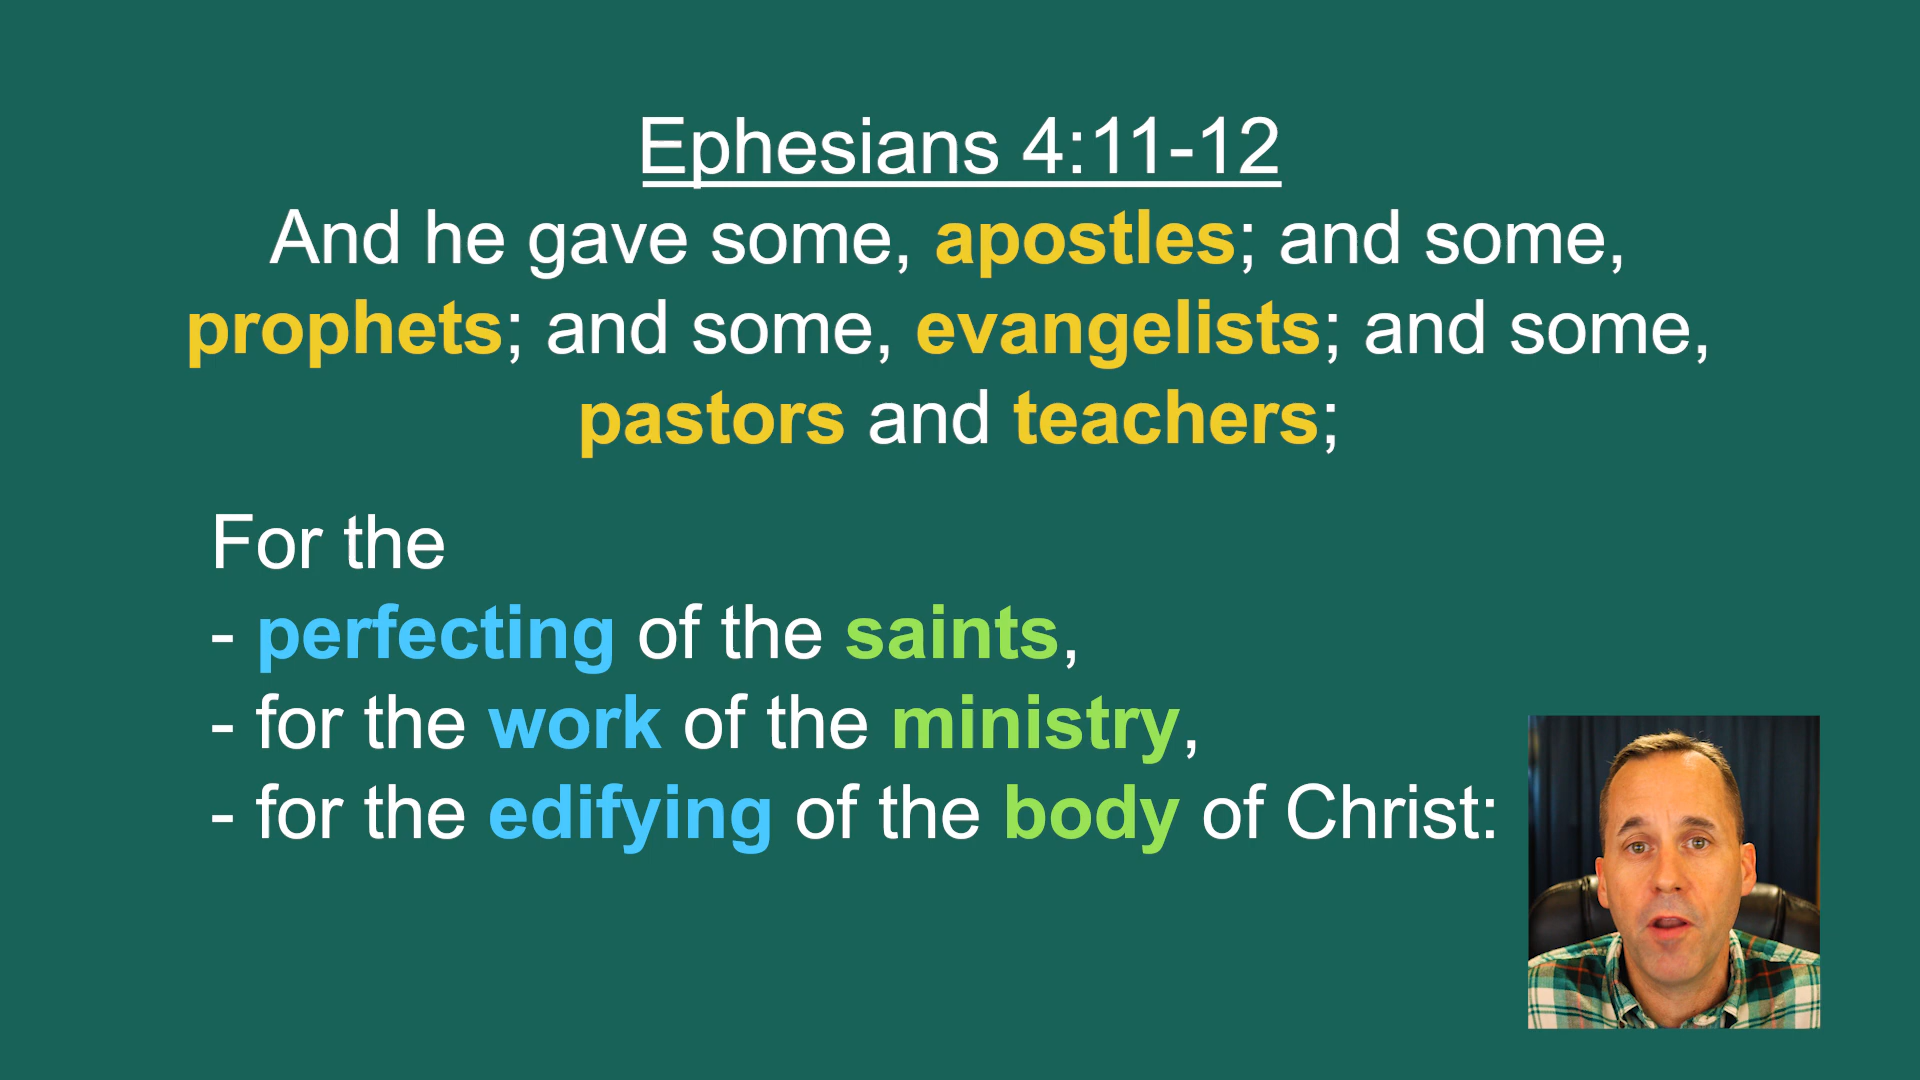 Ephesians 4:11-12
And he gave some, apostles; and some,
prophets; and some, evangelists; and some,
pastors and teachers;
For the
- perfecting of the saints,
- for the work of the ministry,
- for the edifying of the body of Christ: